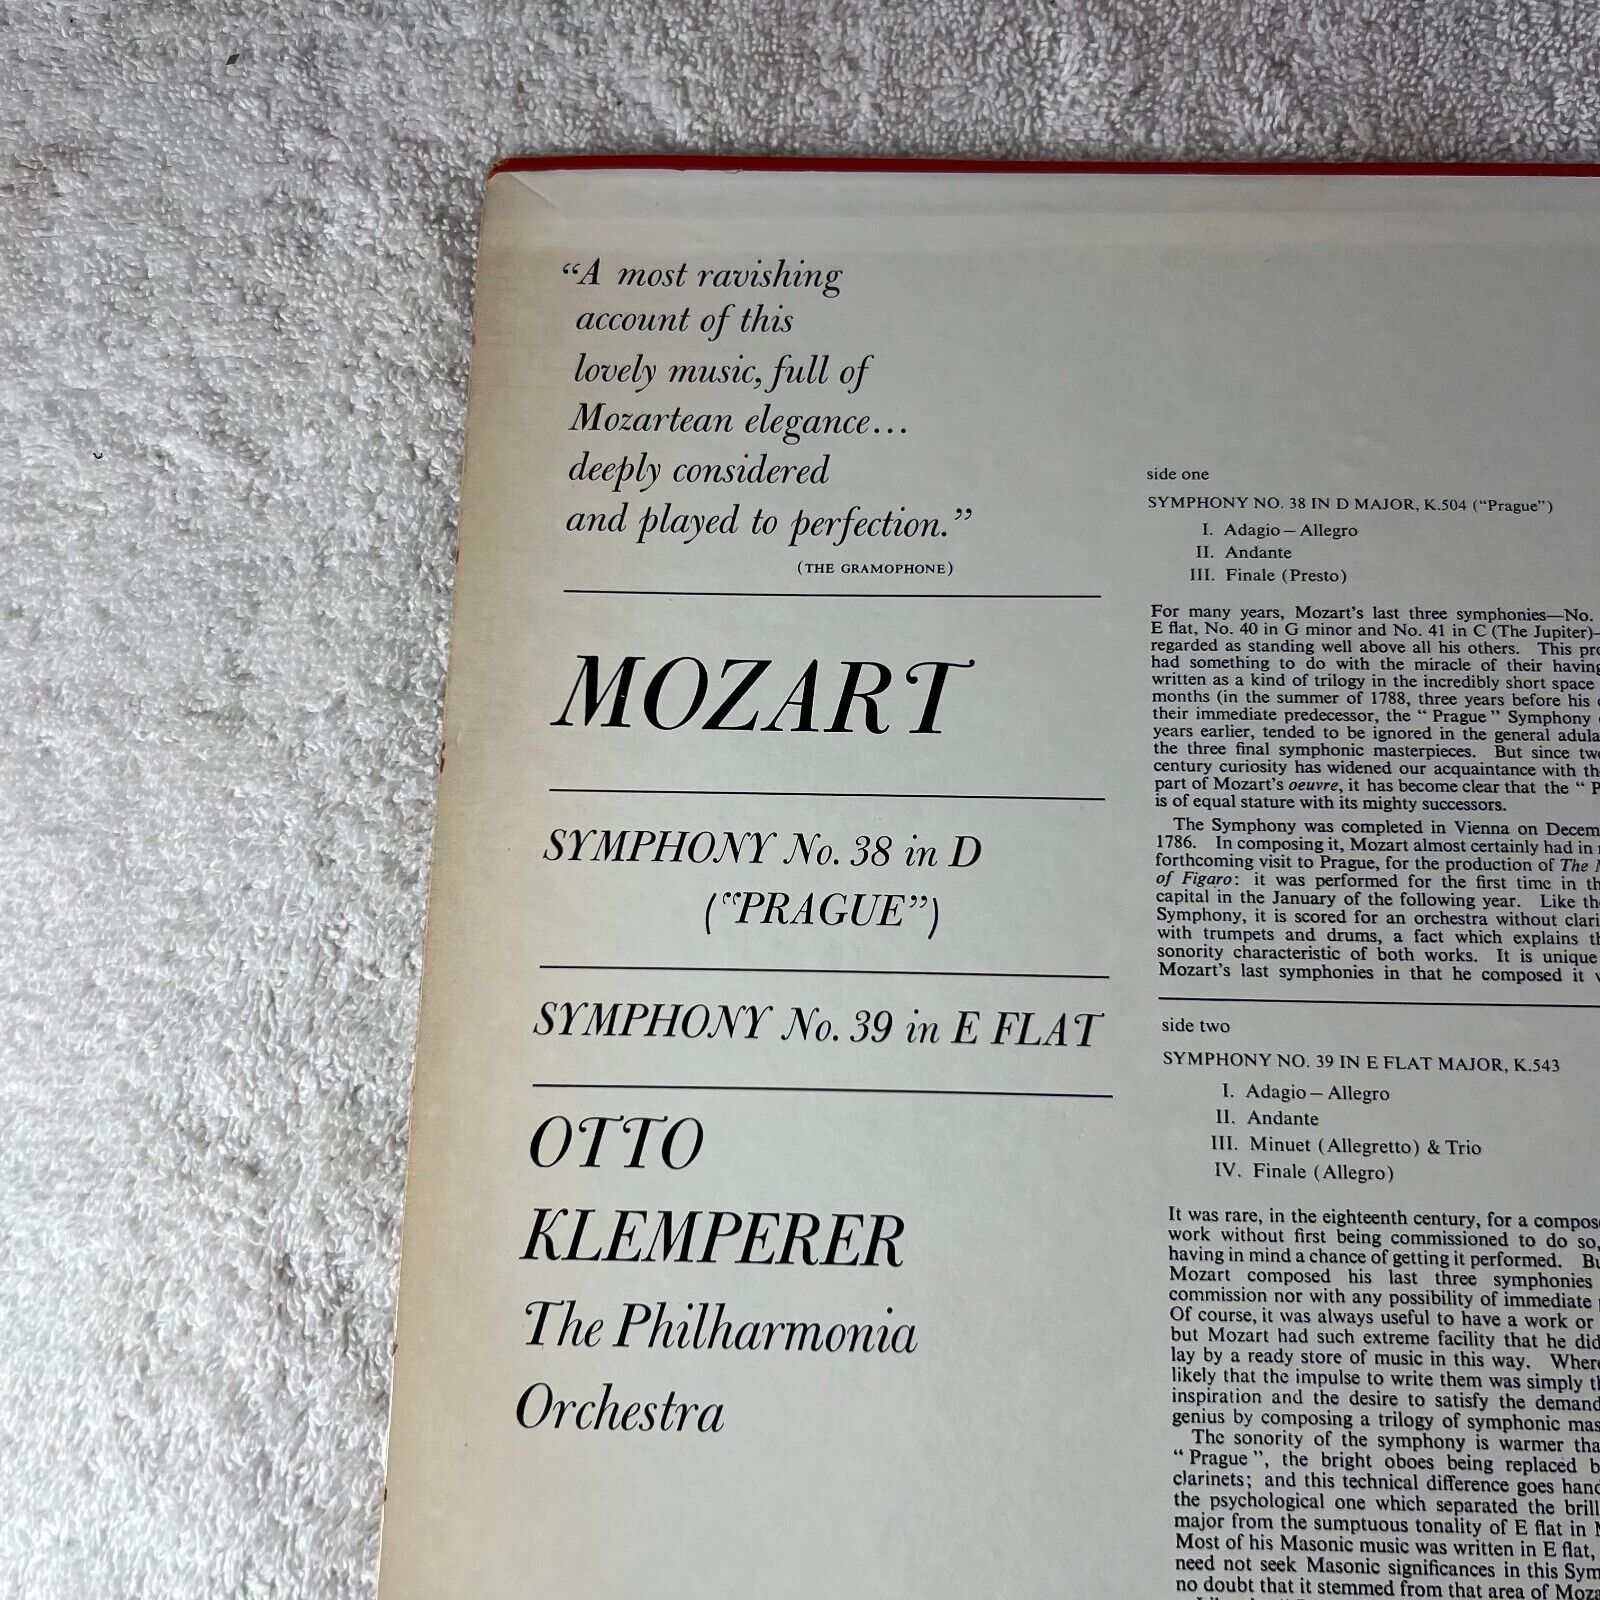 “A most ravishing
account of this
lovely music, full of
Mozartean elegance...
deeply considered
and played to perfection.”
(THE GRAMOPHONE)
MOZART
SYMPHONY No. 38 in D
(“PRAGUE”)
SYMPHONY No. 39 in E FLAT
OTTO
KLEMPERER
The Philharmonia
Orchestra
side one
SYMPHONY NO. 38 IN D MAJOR, K.504 (“Prague”)
I. Adagio – Allegro
II. Andante
III. Finale (Presto)
For many years, Mozart's last three symphonies—No.
E flat, No. 40 in G minor and No. 41 in C (The Jupiter)—
regarded as standing well above all his others. This
had something to do with the miracle of their having
written as a kind of trilogy in the incredibly short space
months (in the summer of 1788, three years before his
their immediate predecessor, the “ Prague ” Symphony
years earlier, tended to be ignored in the general
the three final symphonic masterpieces. But since
century curiosity has widened our acquaintance with
part of Mozart's oeuvre, it has become clear that the “
is of equal stature with its mighty successors.
The Symphony was completed in Vienna on
1786. In composing it, Mozart almost certainly had in
forthcoming visit to Prague, for the production of The
of Figaro: it was performed for the first time in
capital in the January of the following year. Like
Symphony, it is scored for an orchestra without
with trumpets and drums, a fact which explains
sonority characteristic of both works. It is unique
Mozart's last symphonies in that he composed it
side two
SYMPHONY NO. 39 IN E FLAT MAJOR, K.543
I. Adagio – Allegro
II. Andante
III. Minuet (Allegretto) & Trio
IV. Finale (Allegro)
It was rare, in the eighteenth century, for a
work without first being commissioned to do so,
having in mind a chance of getting it performed.
Mozart composed his last three symphonies
commission nor with any possibility of immediate
Of course, it was always useful to have a work or
but Mozart had such extreme facility that he did
lay by a ready store of music in this way.
likely that the impulse to write them was simply
inspiration and the desire to satisfy the
genius by composing a trilogy of symphonic
The sonority of the symphony is warmer
“ Prague ”, the bright oboes being replaced
clarinets; and this technical difference goes
the psychological one which separated the
major from the sumptuous tonality of E flat in
Most of his Masonic music was written in E flat,
need not seek Masonic significances in this
no doubt that it stemmed from that area of